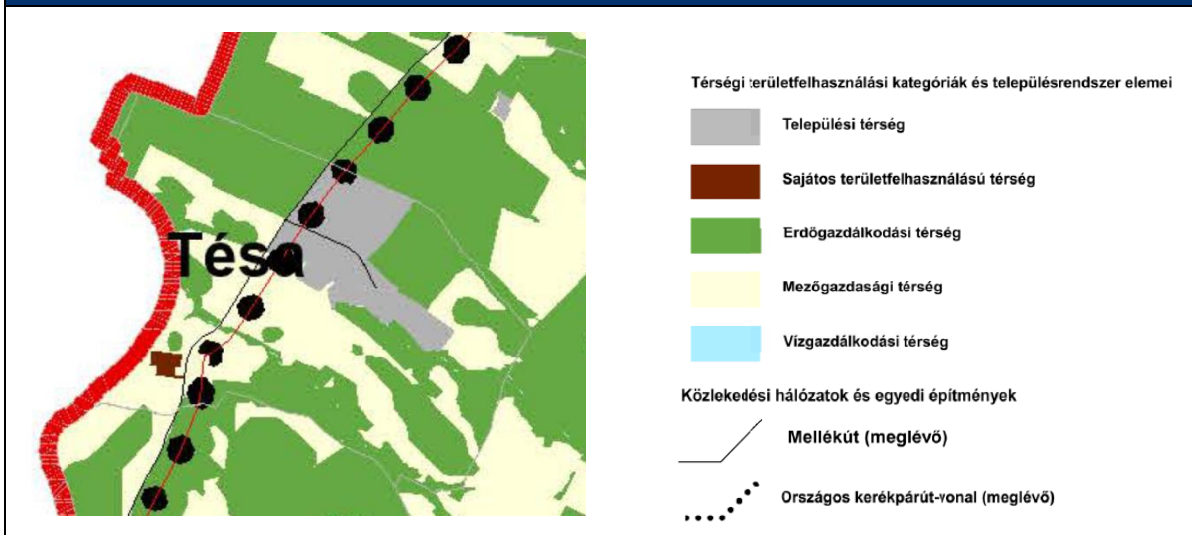 Tésa
Térségi területfelhasználási kategóriák és településrendszer elemei
Települési térség
Sajátos területfelhasználású térség
Erdőgazdálkodási térség
Mezőgazdasági térség
Vízgazdálkodási térség
Közlekedési hálózatok és egyedi építmények
Mellékút (meglévő)
Országos kerékpárút-vonal (meglévő)